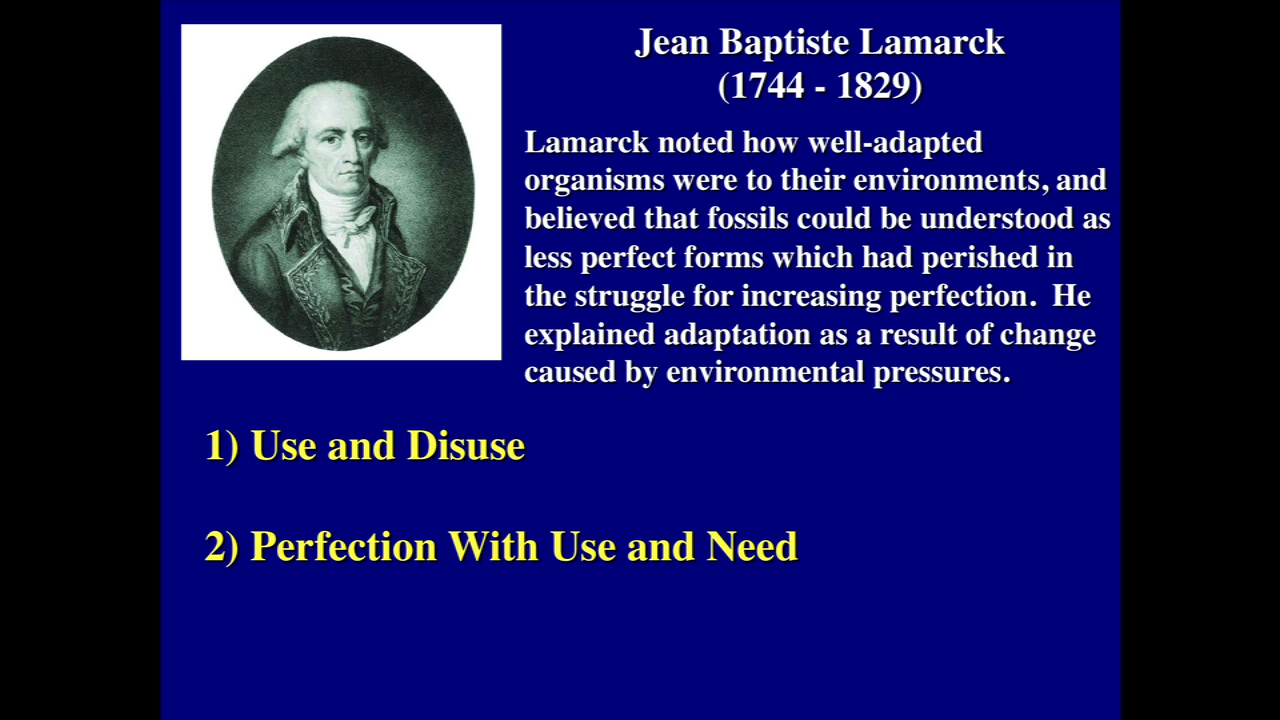 Jean Baptiste Lamarck
(1744 - 1829)
Lamarck noted how well-adapted
organisms were to their environments, and
believed that fossils could be understood as
less perfect forms which had perished in
the struggle for increasing perfection.  He
explained adaptation as a result of change
caused by environmental pressures.
1) Use and Disuse
2) Perfection With Use and Need